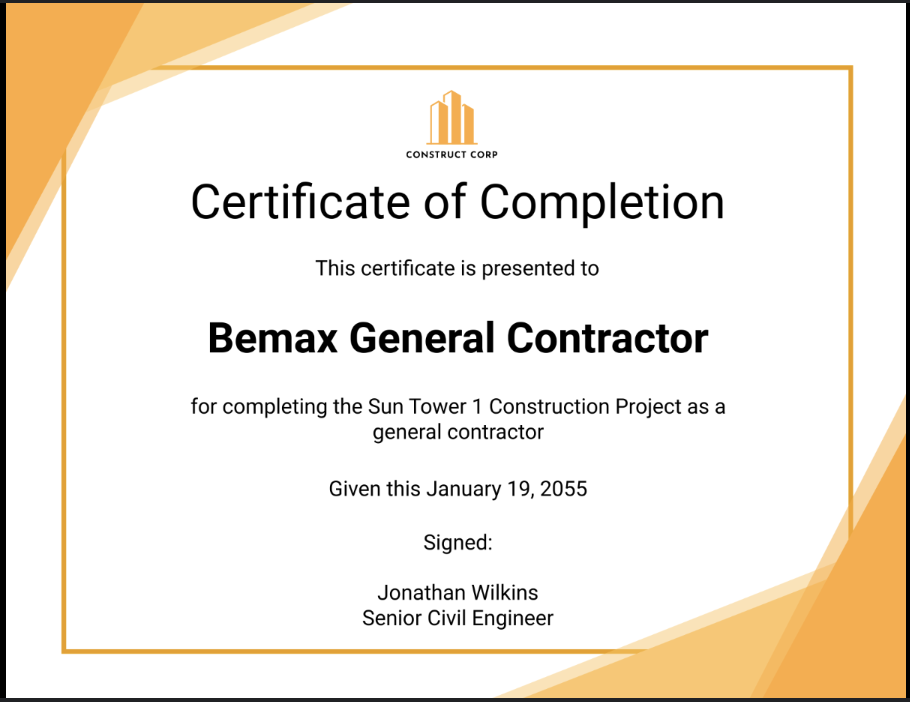 CONSTRUCT CORP
Certificate of Completion
This certificate is presented to
Bemax General Contractor
for completing the Sun Tower 1 Construction Project as a
general contractor
Given this January 19, 2055
Signed:
Jonathan Wilkins
Senior Civil Engineer